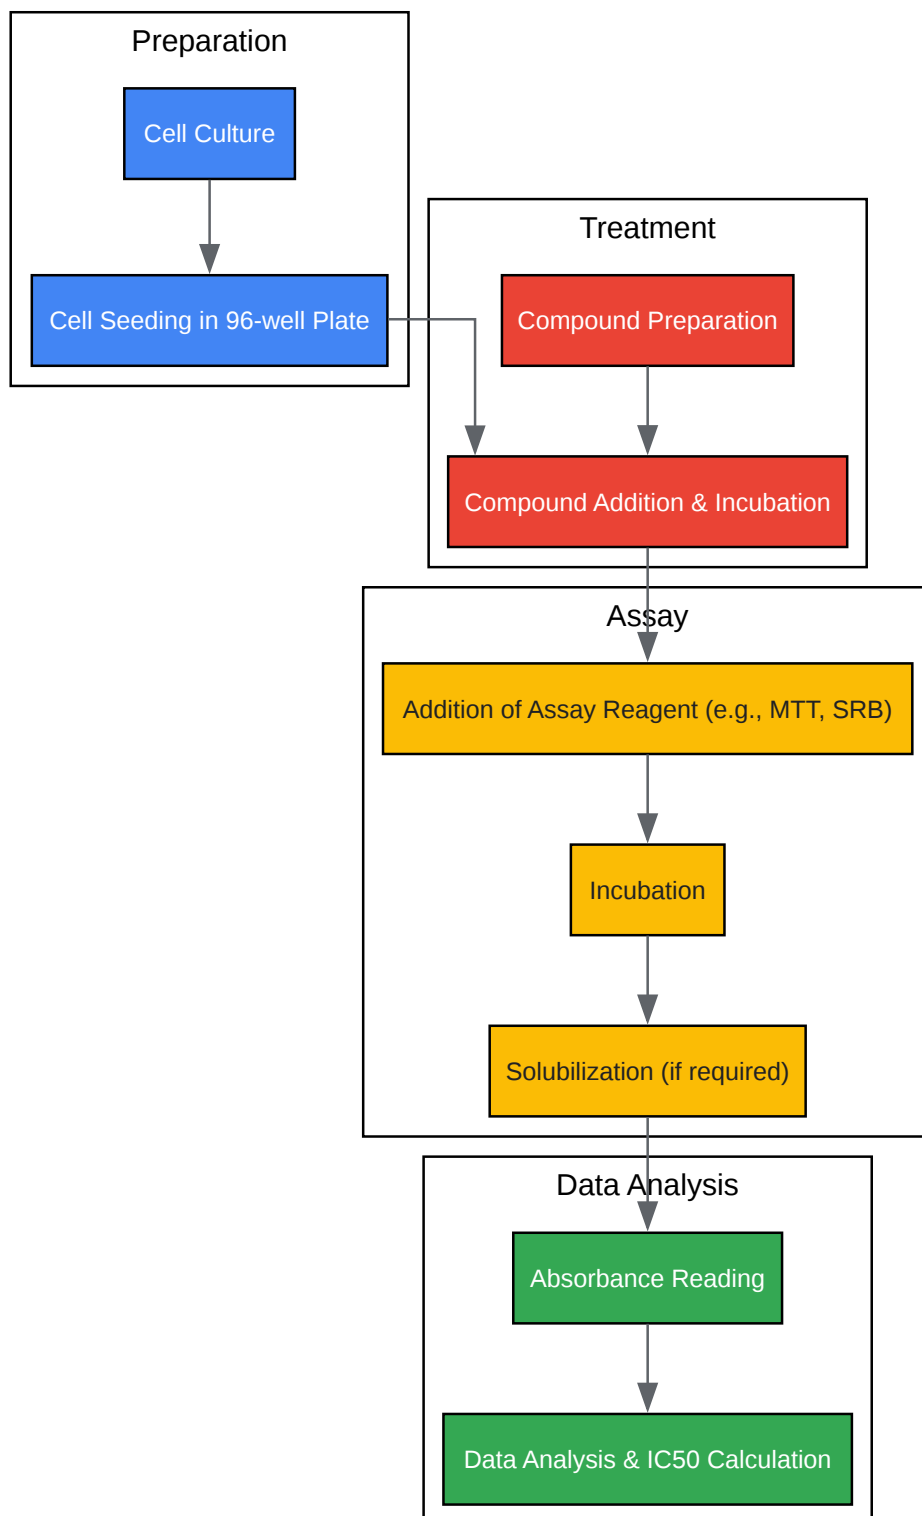 Preparation
Cell Culture
Cell Seeding in 96-well Plate
Treatment
Compound Preparation
Compound Addition & Incubation
Assay
Addition of Assay Reagent (e.g., MTT, SRB)
Incubation
Solubilization (if required)
Data Analysis
Absorbance Reading
Data Analysis & IC50 Calculation